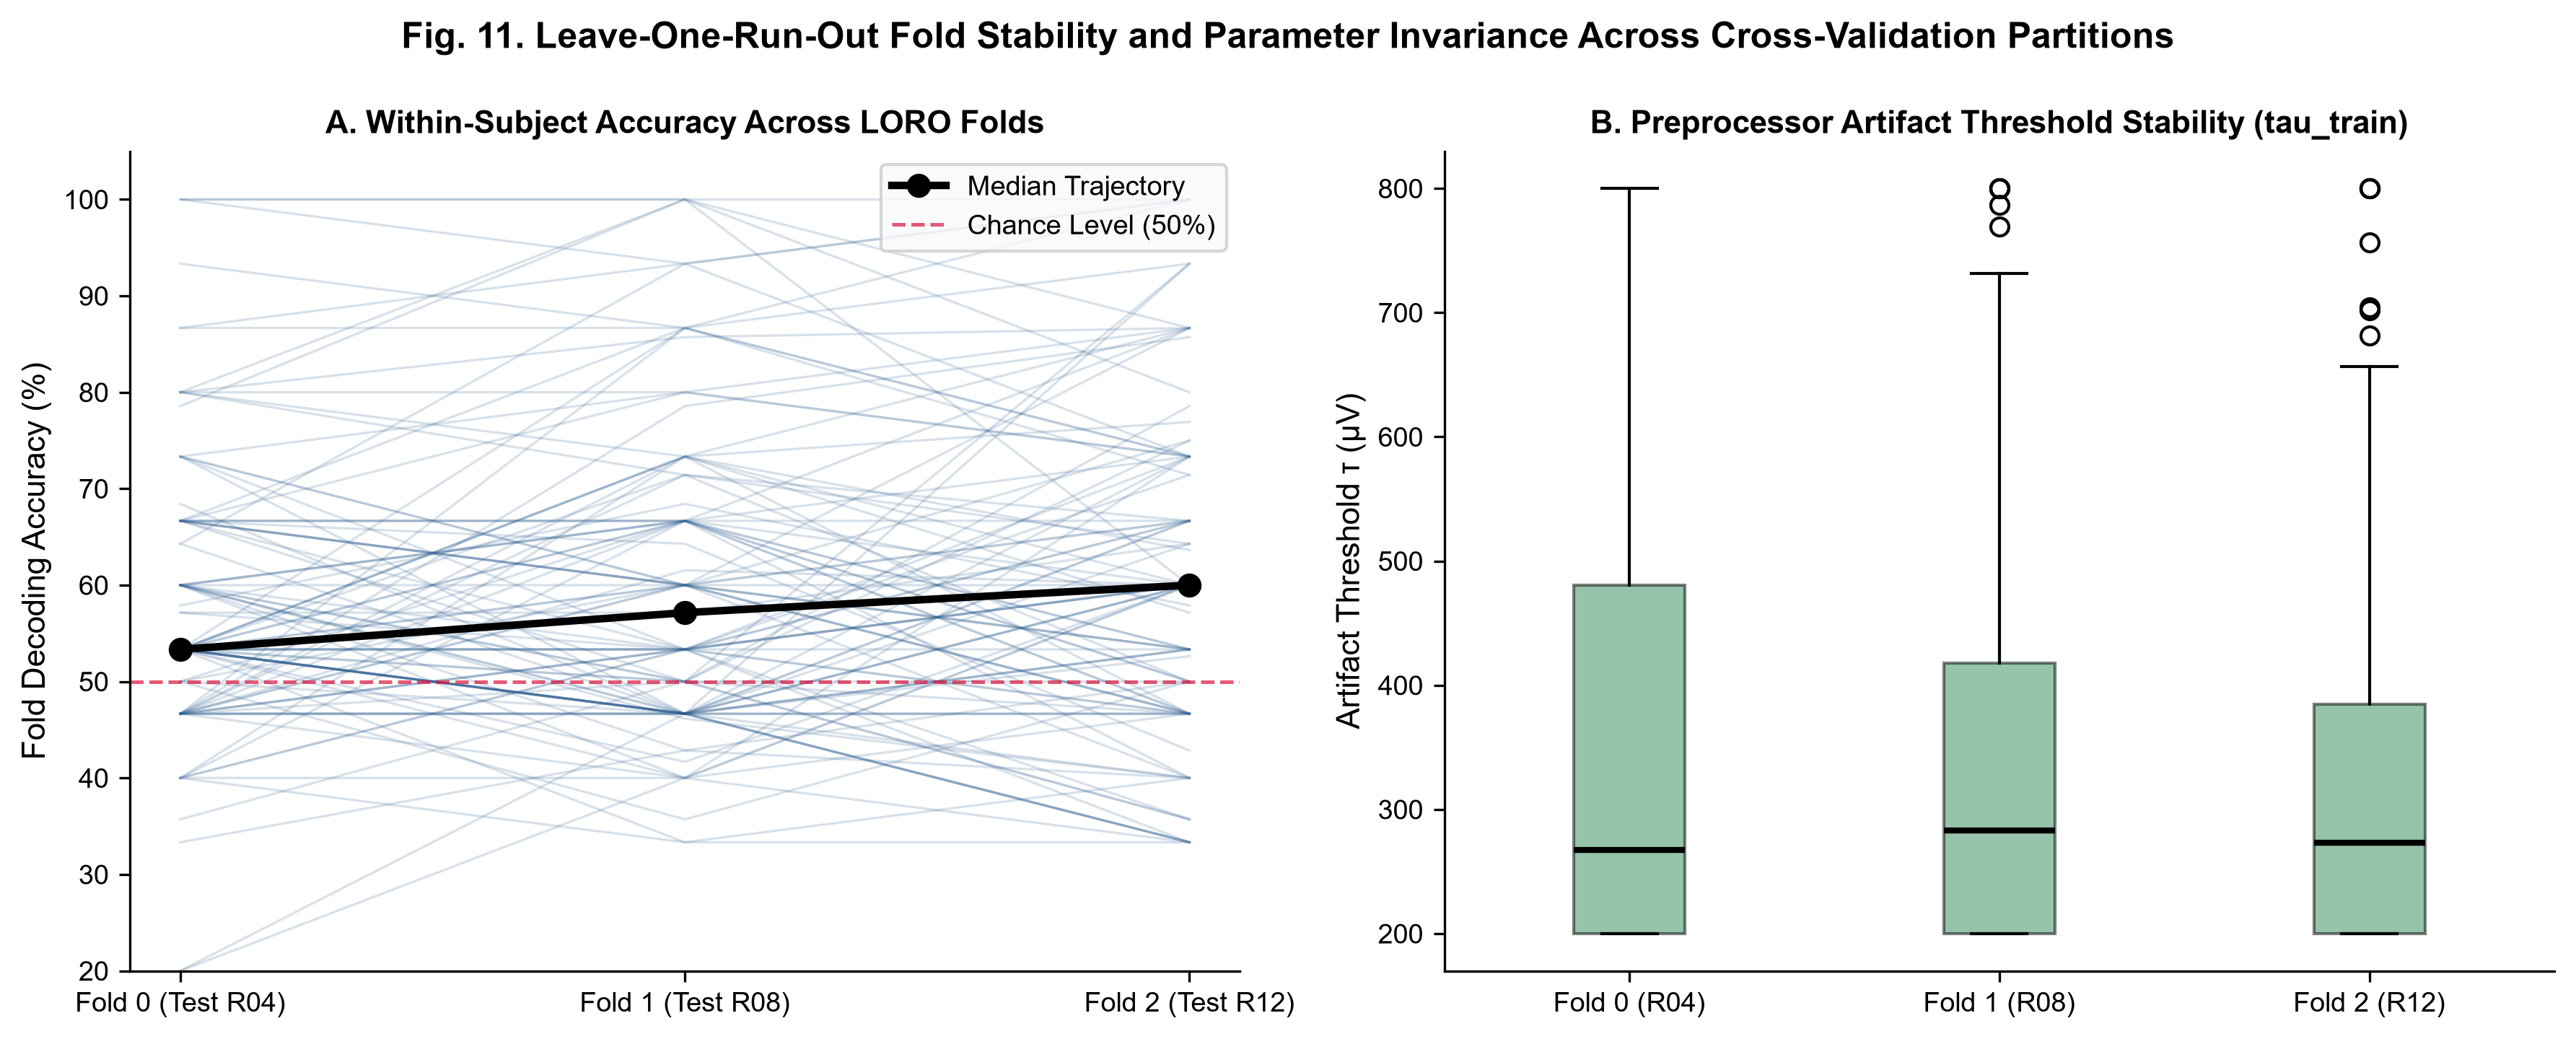 Fig. 11. Leave-One-Run-Out Fold Stability and Parameter Invariance Across Cross-Validation Partitions
A. Within-Subject Accuracy Across LORO Folds
Fold Decoding Accuracy (%)
100
90
80
70
60
50
40
30
20
Median Trajectory
Chance Level (50%)
Fold 0 (Test R04)
Fold 1 (Test R08)
Fold 2 (Test R12)
B. Preprocessor Artifact Threshold Stability (tau_train)
Artifact Threshold τ (μV)
800
700
600
500
400
300
200
Fold 0 (R04)
Fold 1 (R08)
Fold 2 (R12)